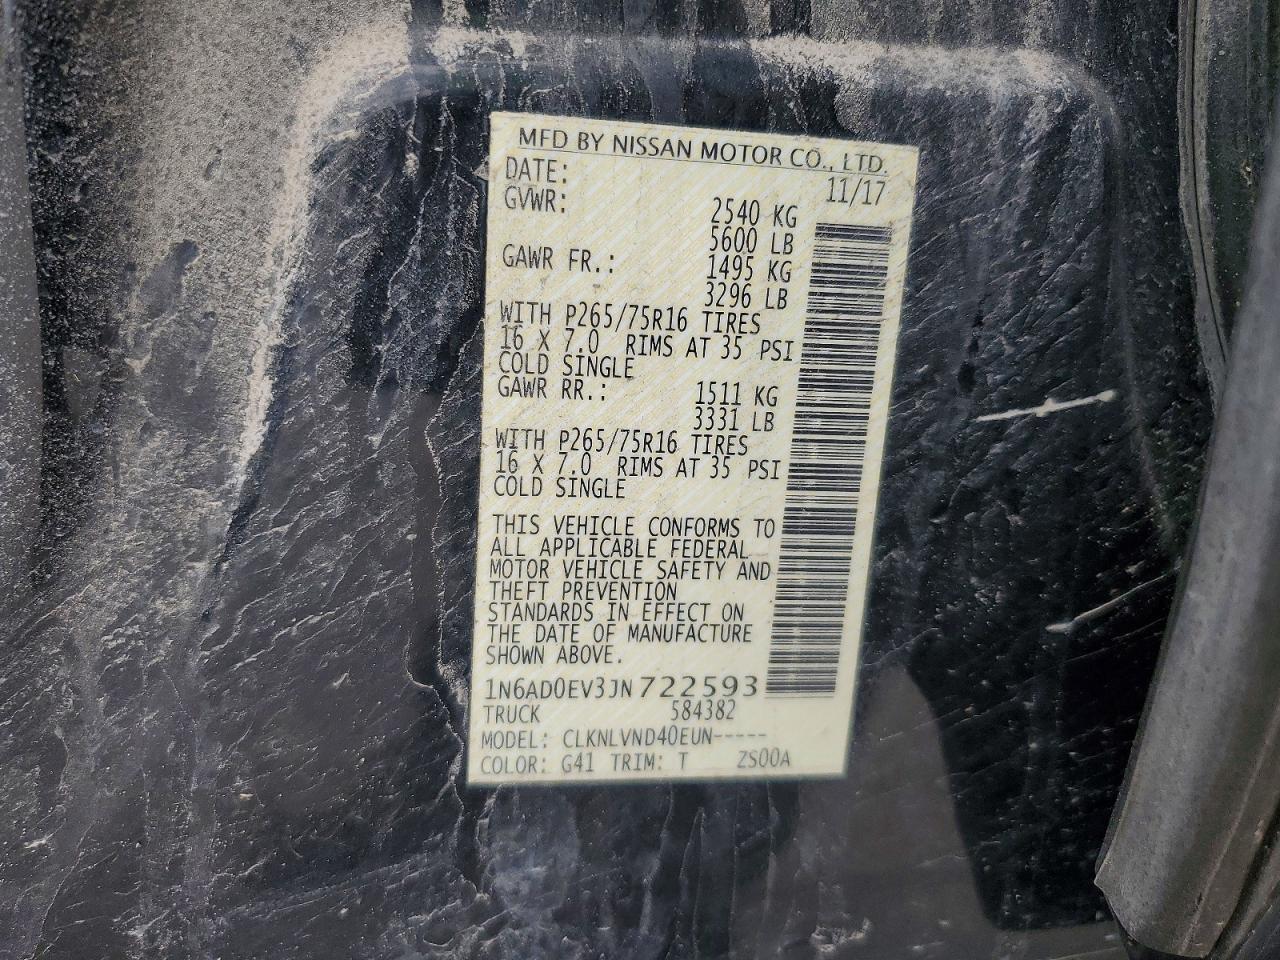 MFD BY NISSAN MOTOR CO., LTD.
DATE: 11/17
GVWR: 2540 KG
5600 LB
GAWR FR.: 1495 KG
3296 LB
WITH P265/75R16 TIRES
16 X 7.0 RIMS AT 35 PSI
COLD SINGLE
GAWR RR.: 1511 KG
3331 LB
WITH P265/75R16 TIRES
16 X 7.0 RIMS AT 35 PSI
COLD SINGLE
THIS VEHICLE CONFORMS TO
ALL APPLICABLE FEDERAL
MOTOR VEHICLE SAFETY AND
THEFT PREVENTION
STANDARDS IN EFFECT ON
THE DATE OF MANUFACTURE
SHOWN ABOVE.
1N6AD0EV3JN722593
TRUCK 584382
MODEL: CLKNLVND40EUN-----
COLOR: G41 TRIM: T ZS00A